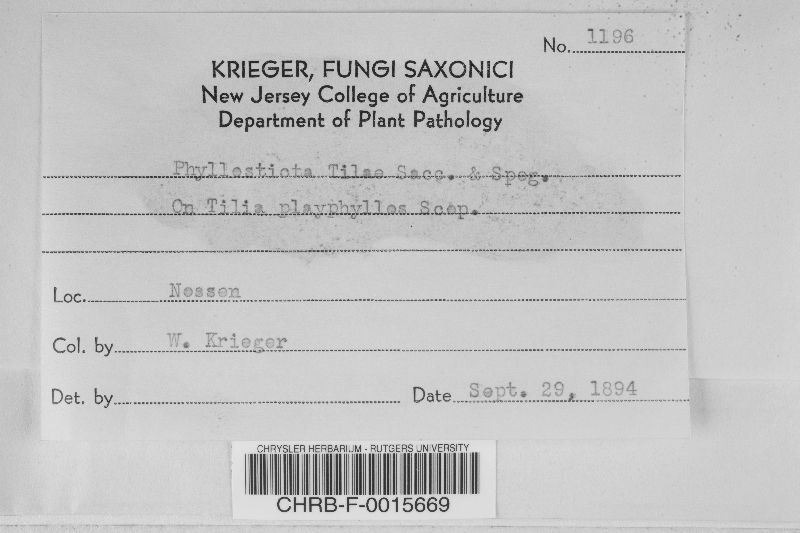 No. 1196
KRIEGER, FUNGI SAXONICI
New Jersey College of Agriculture
Department of Plant Pathology
Phyllosticta Tilae Sacc. & Speg.
On Tilia playphyllos Scop.
Loc. Nossen
Col. by W. Krieger
Det. by Date Sept. 29, 1894
CHRYSLER HERBARIUM - RUTGERS UNIVERSITY
CHRB-F-0015669